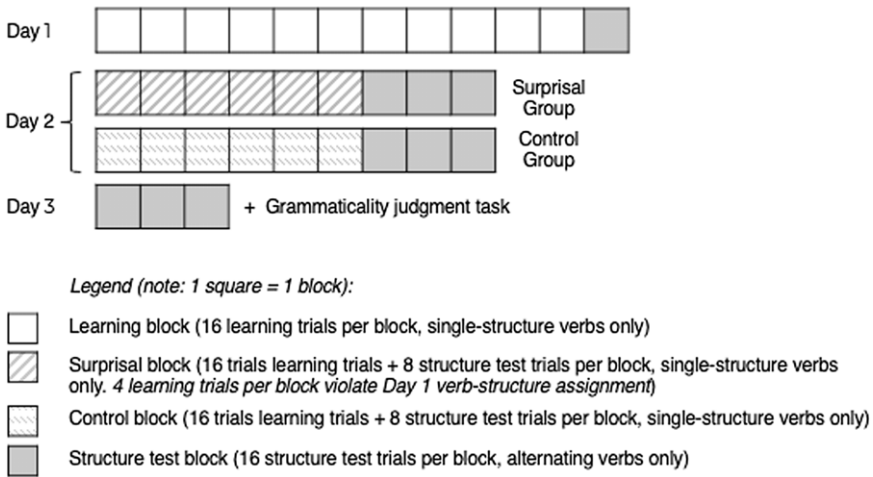 Day 1
Surprisal
Group
Day 2
Control
Group
Day 3
+ Grammaticality judgment task
Legend (note: 1 square = 1 block):
Learning block (16 learning trials per block, single-structure verbs only)
Surprisal block (16 trials learning trials + 8 structure test trials per block, single-structure verbs
only. 4 learning trials per block violate Day 1 verb-structure assignment)
Control block (16 trials learning trials + 8 structure test trials per block, single-structure verbs only)
Structure test block (16 structure test trials per block, alternating verbs only)